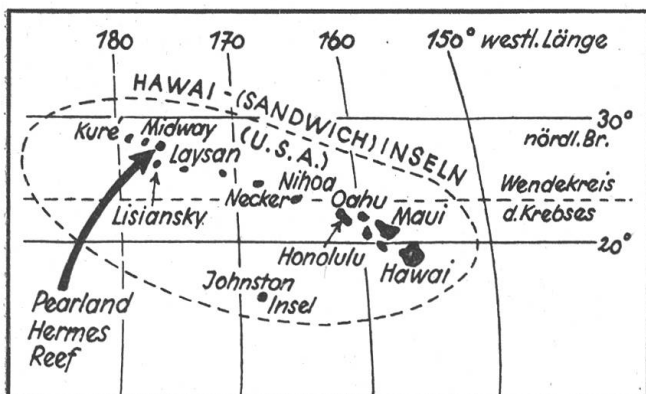 180 170 160 150° westl. Länge
HAWAI-(SANDWICH) INSELN
(U.S.A.)
30°
nördl. Br.
Kure Midway
Laysan
Lisiansky
Necker
Nihoa
Oahu
Wendekreis
d. Krebses
Maui
Honolulu
20°
Hawai
Johnston
Insel
Pearland
Hermes
Reef